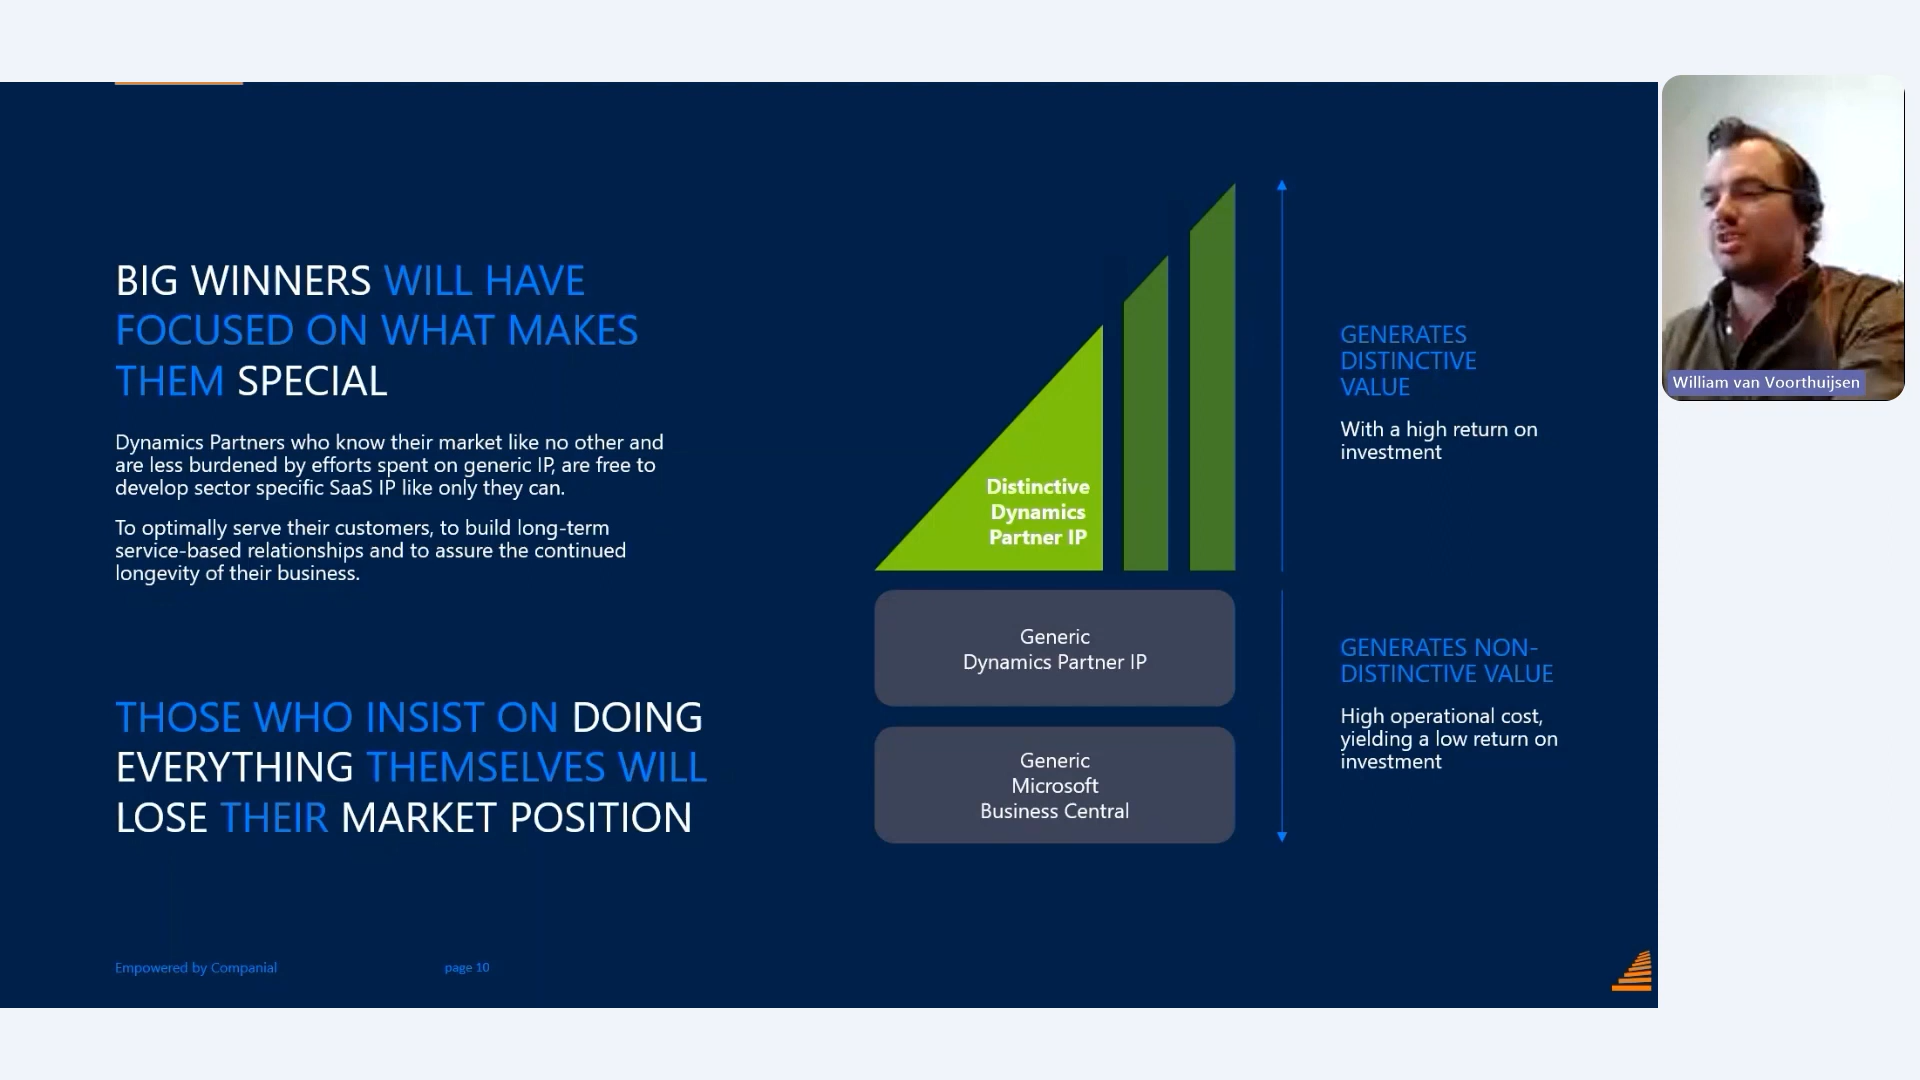 BIG WINNERS WILL HAVE
FOCUSED ON WHAT MAKES
THEM SPECIAL
Dynamics Partners who know their market like no other and
are less burdened by efforts spent on generic IP, are free to
develop sector specific SaaS IP like only they can.
To optimally serve their customers, to build long-term
service-based relationships and to assure the continued
longevity of their business.
THOSE WHO INSIST ON DOING
EVERYTHING THEMSELVES WILL
LOSE THEIR MARKET POSITION
Distinctive
Dynamics
Partner IP
Generic
Dynamics Partner IP
Generic
Microsoft
Business Central
GENERATES
DISTINCTIVE
VALUE
With a high return on
investment
GENERATES NON-
DISTINCTIVE VALUE
High operational cost,
yielding a low return on
investment
William van Voorthuijsen
Empowered by Companial
page 10